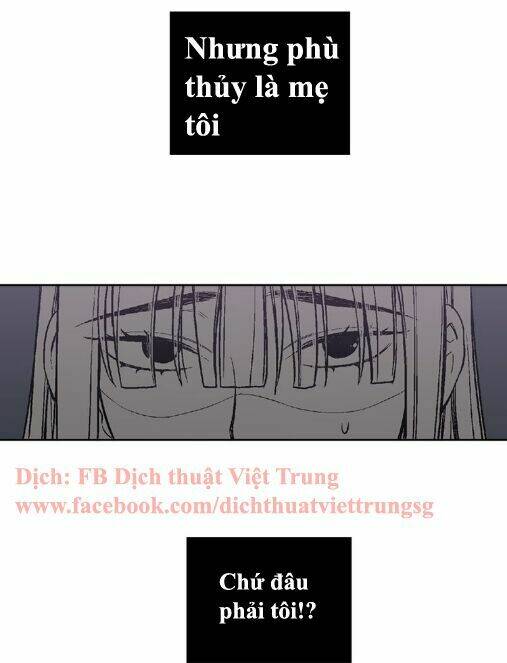 Nhưng phù
thủy là mẹ
tôi
Dịch: FB Dịch thuật Việt Trung
www.facebook.com/dichthuatviettrungsg
Chứ đâu
phải tôi!?